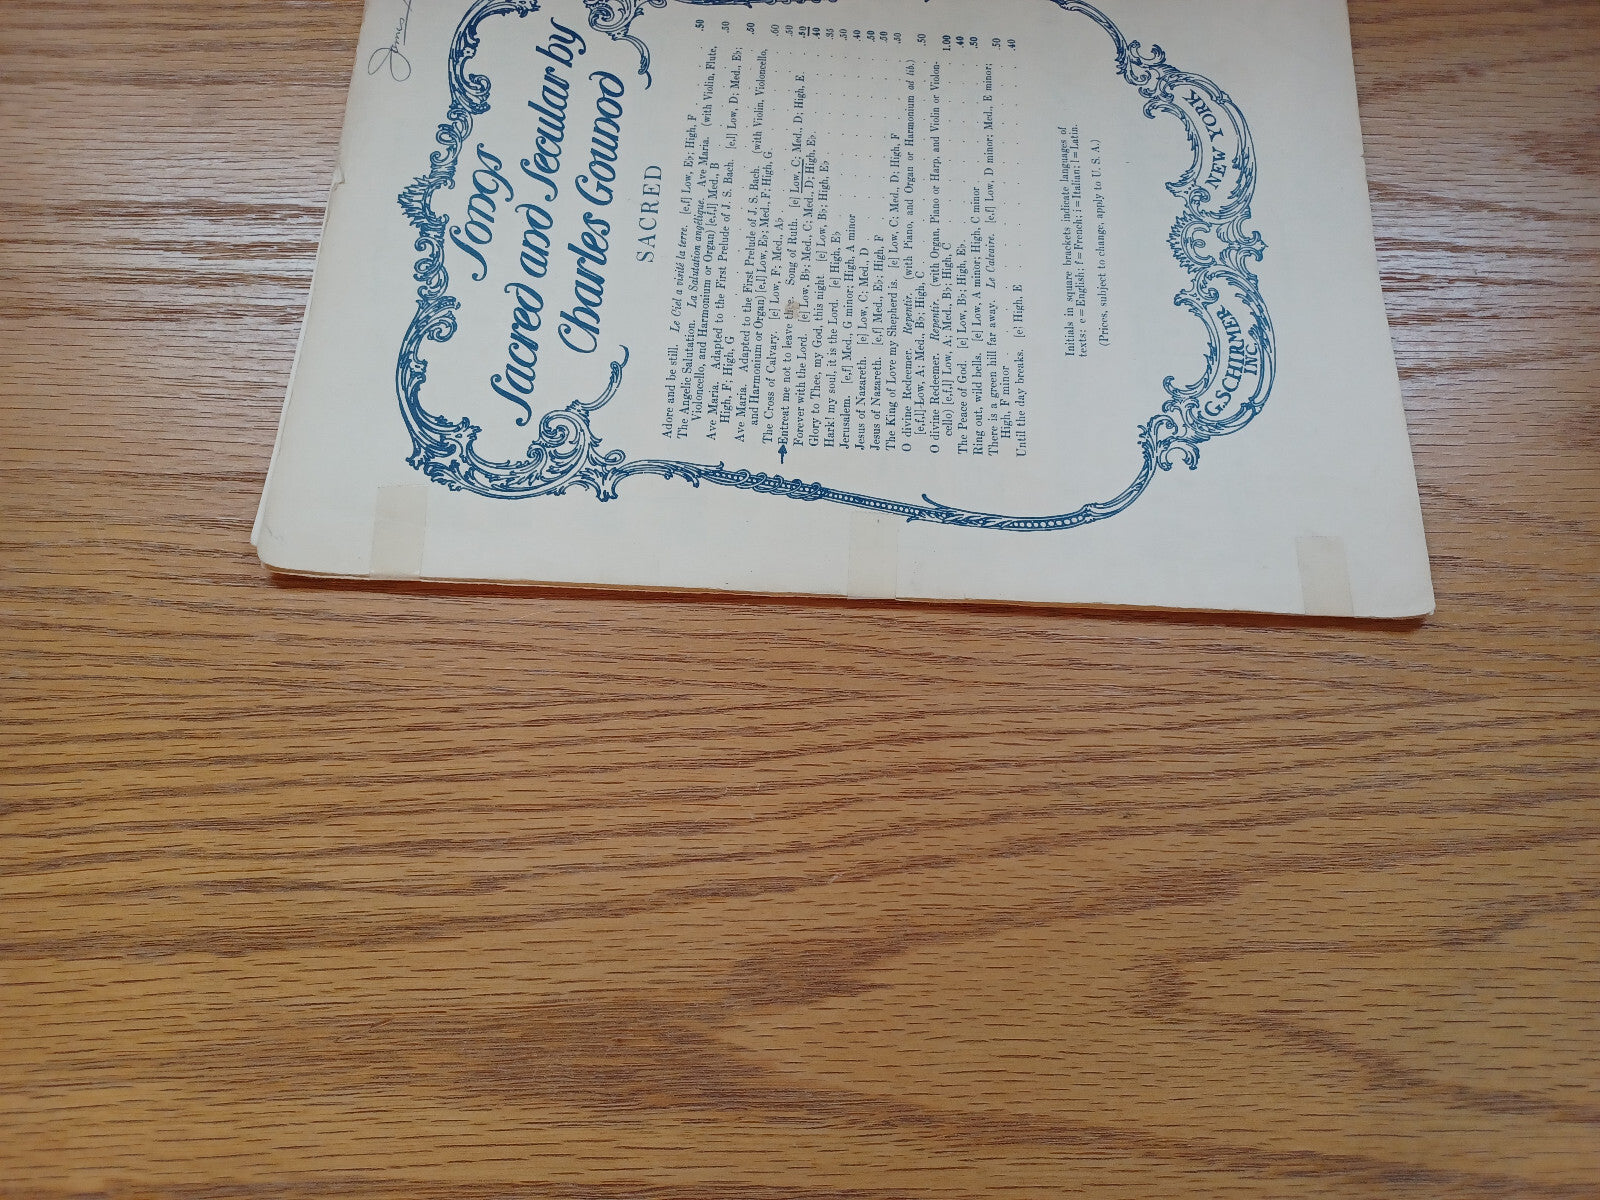 James
Songs
Sacred and Secular by
Charles Gounod
SACRED
Adore and be still. Le Ciel a visité la terre. [e,f] Low, E♭; High, F . . . .50
The Angelic Salutation. La Salutation angélique. Ave Maria. (with Violin, Flute,
Violoncello, and Harmonium or Organ) [e,f,l] Med., B . . . .50
Ave Maria. Adapted to the First Prelude of J. S. Bach. [e,l] Low, D; Med., E♭;
High, F; High, G . . . .50
Ave Maria. Adapted to the First Prelude of J. S. Bach. (with Violin, Violoncello,
and Harmonium or Organ) [e,l] Low, E♭; Med., F; High, G . . . .60
The Cross of Calvary. [e] Low, F; Med., A♭ . . . .50
Entreat me not to leave thee. Song of Ruth. [e] Low, C; Med., D; High, E . .50
Forever with the Lord. [e] Low, B♭; Med., C; Med., D; High, E♭ . . . .40
Glory to Thee, my God, this night [e] Low, B♭; High, E♭ . . . .35
Hark! my soul, it is the Lord. [e] High, E♭ . . . .50
Jerusalem. [e,f] Med., G minor; High, A minor . . . .40
Jesus of Nazareth. [e] Low, C; Med., D . . . .50
Jesus of Nazareth. [e,f] Med., E♭; High, F . . . .50
The King of Love my Shepherd is. [e] Low, C; Med., D; High, F . . . .50
O divine Redeemer. Repentir. (with Piano, and Organ or Harmonium ad lib.)
[e,f,l] Low, A; Med., B♭; High, C . . . .50
O divine Redeemer. Repentir. (with Organ, Piano or Harp, and Violin or Violon-
cello) [e,f,l] Low, A; Med., B♭; High, C . . . 1.00
The Peace of God. [e] Low, B♭; High, E♭ . . . .40
Ring out, wild bells. [e] Low, A minor; High, C minor . . . .50
There is a green hill far away. Le Calvaire. [e,f] Low, D minor; Med., E minor;
High, F minor . . . .50
Until the day breaks. [e] High, E . . . .40
Initials in square brackets indicate languages of
texts: e = English; f = French; i = Italian; l = Latin.
(Prices, subject to change, apply to U. S. A.)
G. SCHIRMER
INC.
NEW YORK